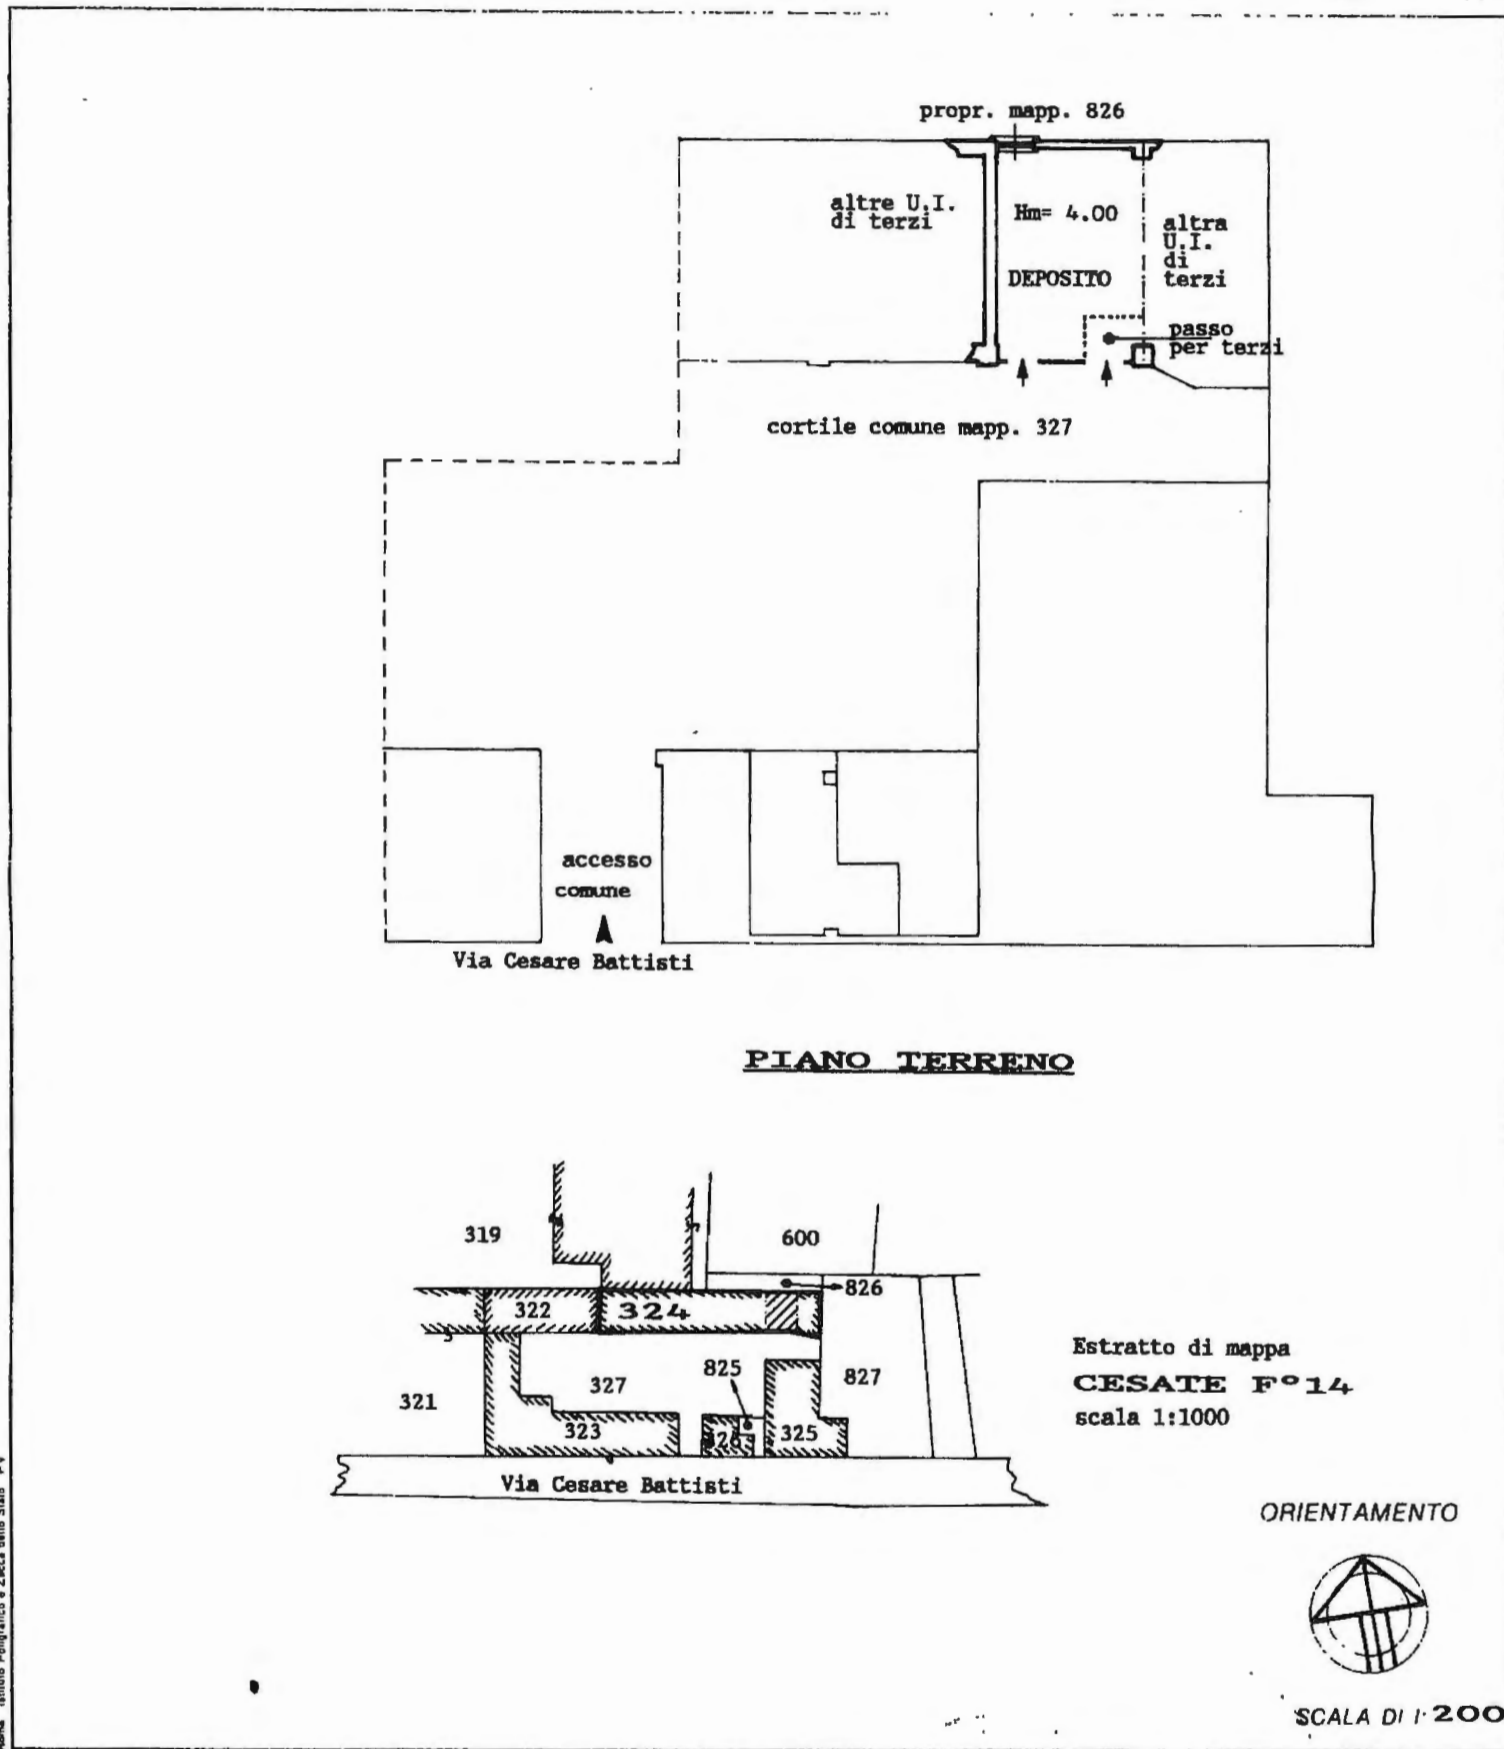 propr. mapp. 826
altre U.I.
di terzi
Hm= 4.00
altra
U.I.
di
terzi
DEPOSITO
passo
per terzi
cortile comune mapp. 327
accesso
comune
Via Cesare Battisti
PIANO TERRENO
319
600
826
322
324
825
827
327
321
323
325
Via Cesare Battisti
Estratto di mappa
CESATE F°14
scala 1:1000
ORIENTAMENTO
SCALA DI 1:200